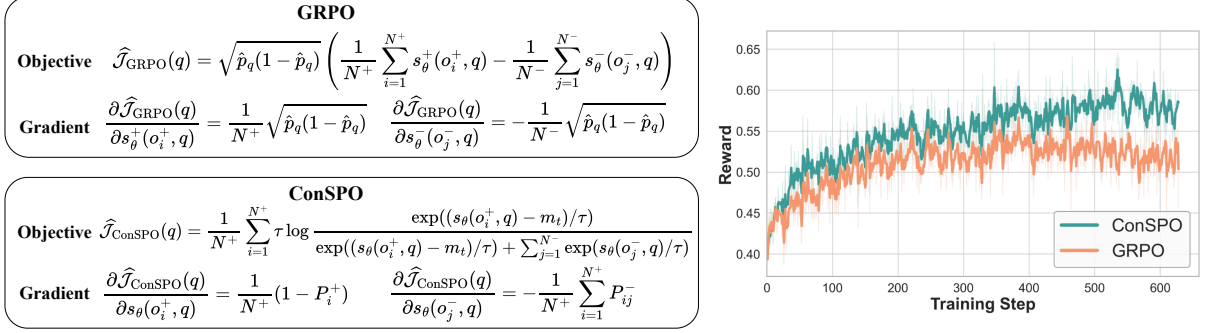 GRPO
Objective $\widehat{\mathcal{J}}_{\mathrm{GRPO}}(q) = \sqrt{\hat{p}_q(1-\hat{p}_q)} \left( \frac{1}{N^+} \sum_{i=1}^{N^+} s_\theta^+(o_i^+, q) - \frac{1}{N^-} \sum_{j=1}^{N^-} s_\theta^-(o_j^-, q) \right)$
Gradient $\frac{\partial \widehat{\mathcal{J}}_{\mathrm{GRPO}}(q)}{\partial s_\theta^+(o_i^+, q)} = \frac{1}{N^+} \sqrt{\hat{p}_q(1-\hat{p}_q)}$ $\frac{\partial \widehat{\mathcal{J}}_{\mathrm{GRPO}}(q)}{\partial s_\theta^-(o_j^-, q)} = -\frac{1}{N^-} \sqrt{\hat{p}_q(1-\hat{p}_q)}$
ConSPO
Objective $\widehat{\mathcal{J}}_{\mathrm{ConSPO}}(q) = \frac{1}{N^+} \sum_{i=1}^{N^+} \tau \log \frac{\exp((s_\theta(o_i^+, q) - m_t)/\tau)}{\exp((s_\theta(o_i^+, q) - m_t)/\tau) + \sum_{j=1}^{N^-} \exp(s_\theta(o_j^-, q)/\tau)}$
Gradient $\frac{\partial \widehat{\mathcal{J}}_{\mathrm{ConSPO}}(q)}{\partial s_\theta(o_i^+, q)} = \frac{1}{N^+}(1 - P_i^+)$ $\frac{\partial \widehat{\mathcal{J}}_{\mathrm{ConSPO}}(q)}{\partial s_\theta(o_j^-, q)} = -\frac{1}{N^+} \sum_{i=1}^{N^+} P_{ij}^-$
Reward
0.65
0.60
0.55
0.50
0.45
0.40
ConSPO
GRPO
0 100 200 300 400 500 600
Training Step